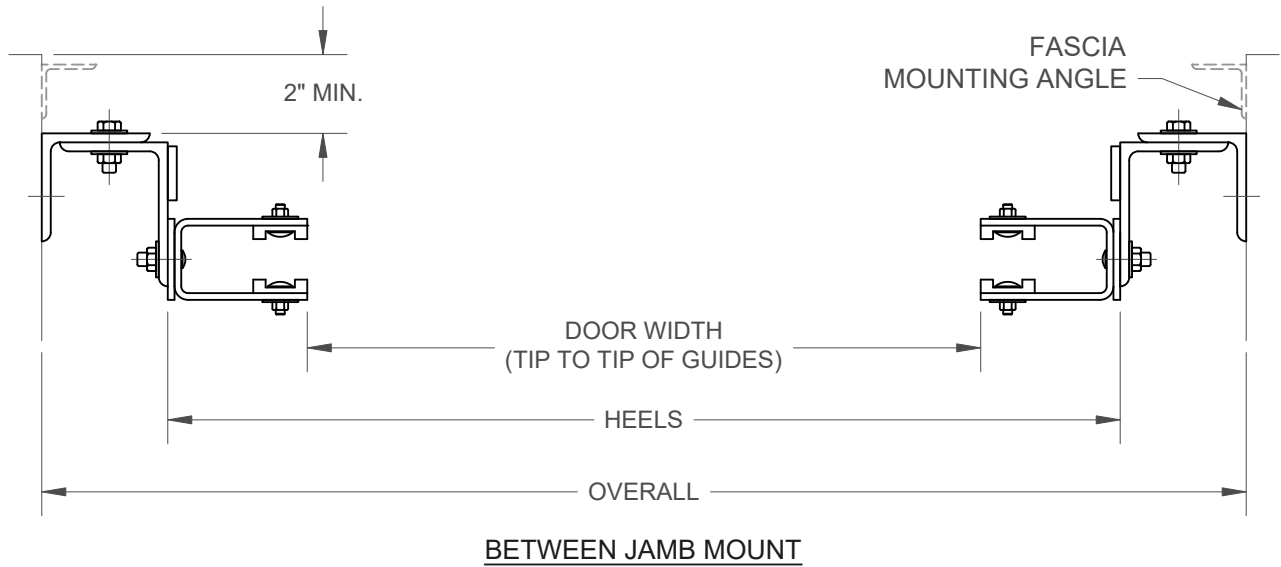 FASCIA
MOUNTING ANGLE
2" MIN.
DOOR WIDTH
(TIP TO TIP OF GUIDES)
HEELS
OVERALL
BETWEEN JAMB MOUNT